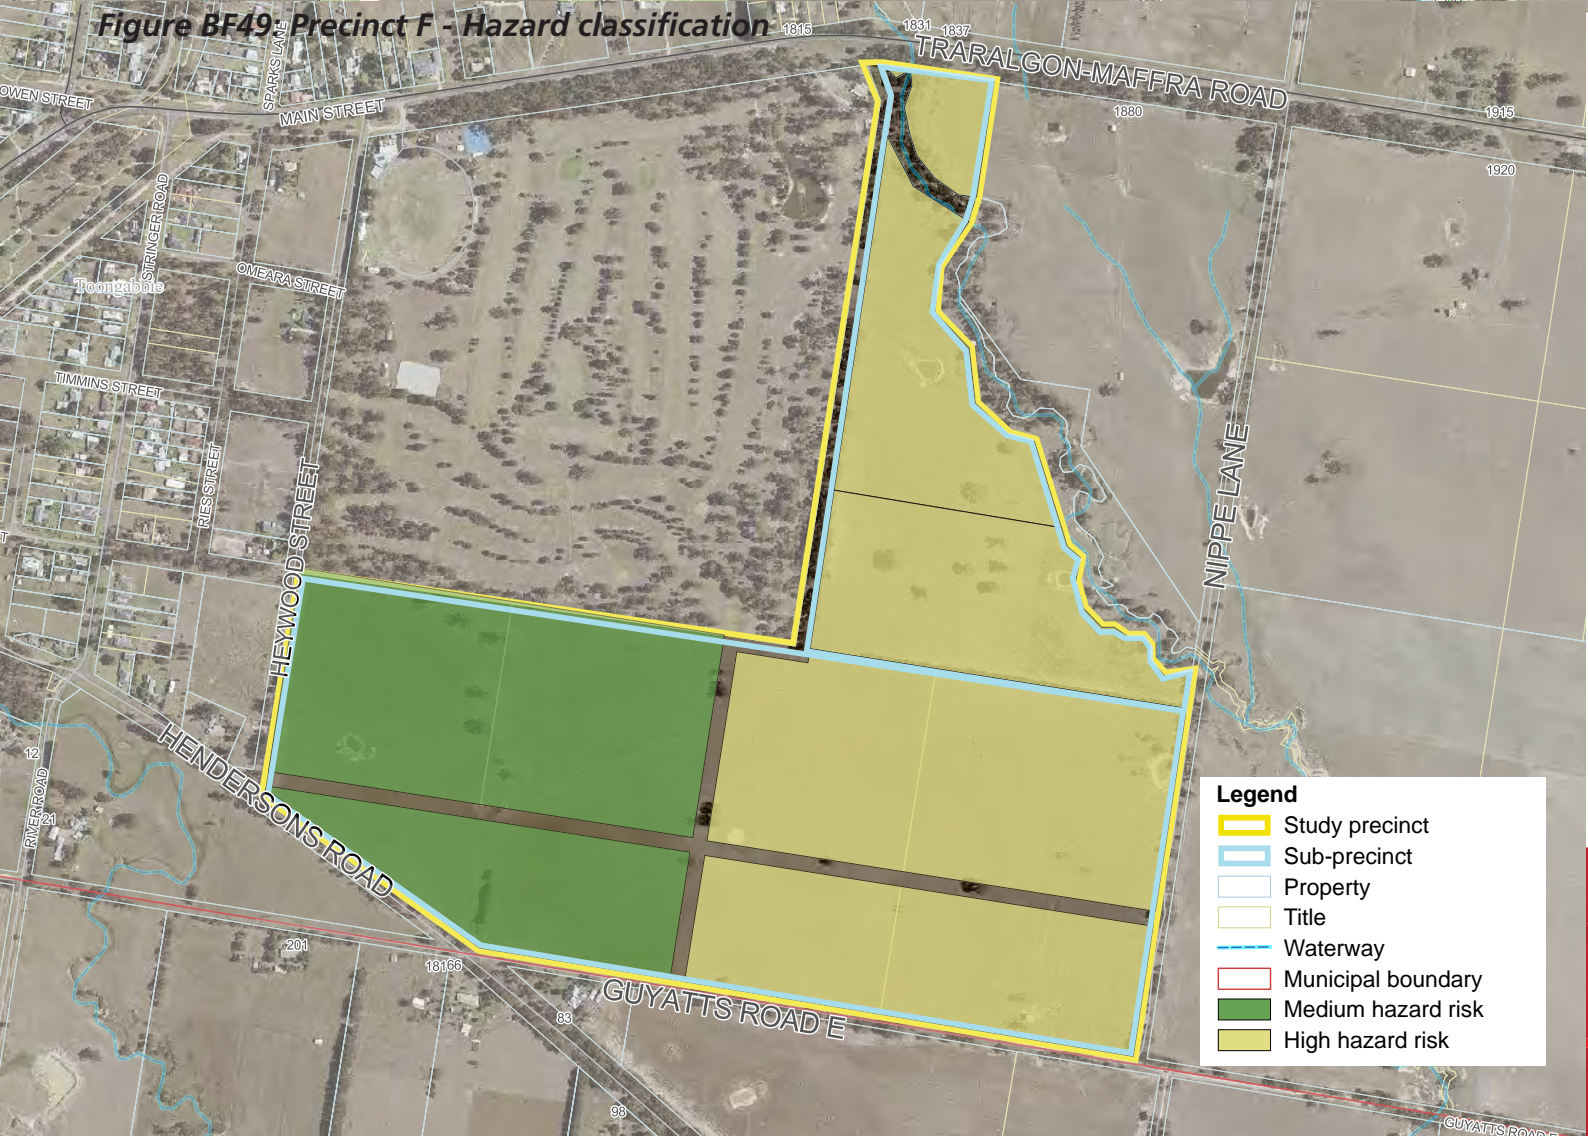 Figure BF49: Precinct F - Hazard classification
1815
1831
1837
TRARALGON-MAFFRA ROAD
OWEN STREET
SPARKS LANE
MAIN STREET
1880
1915
1920
STRINGER ROAD
OMEARA STREET
Toongabbie
TIMMINS STREET
RIES STREET
HEYWOOD STREET
NIPPE LANE
HENDERSONS ROAD
12
RIVER ROAD
21
201
18166
83
GUYATTS ROAD E
98
Legend
Study precinct
Sub-precinct
Property
Title
Waterway
Municipal boundary
Medium hazard risk
High hazard risk
GUYATTS ROAD E